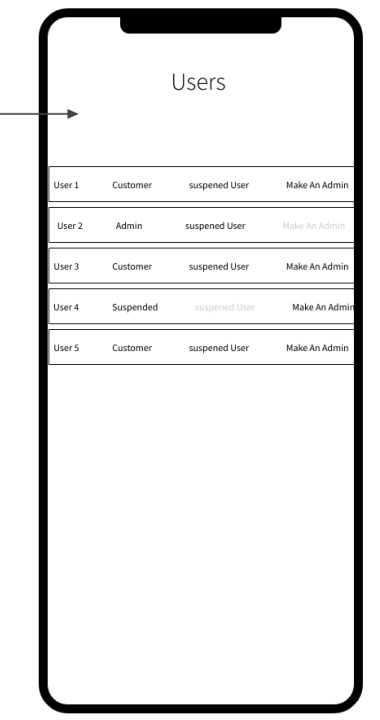 Users
User 1 Customer suspened User Make An Admin
User 2 Admin suspened User Make An Admin
User 3 Customer suspened User Make An Admin
User 4 Suspended suspened User Make An Admin
User 5 Customer suspened User Make An Admin